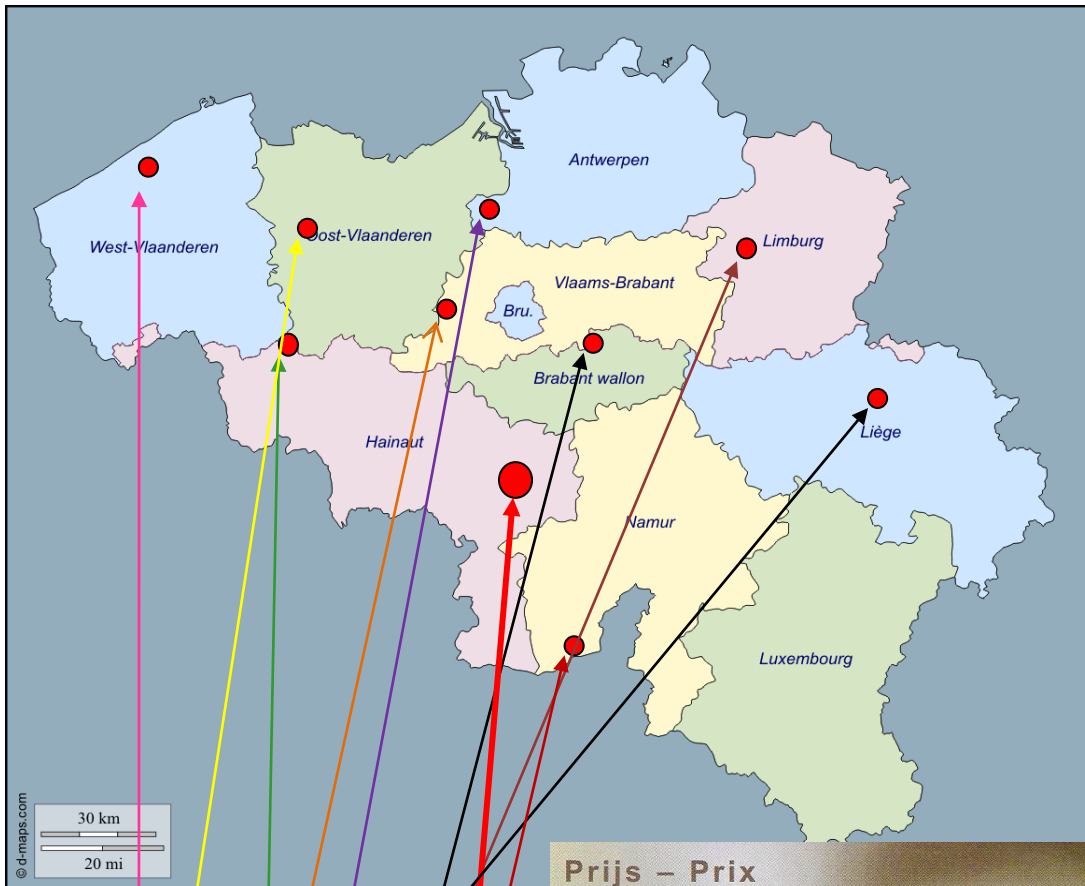 Antwerpen
West-Vlaanderen
Oost-Vlaanderen
Limburg
Vlaams-Brabant
Bru.
Brabant wallon
Hainaut
Liège
Namur
Luxembourg
© d-maps.com
30 km
20 mi
Prijs – Prix